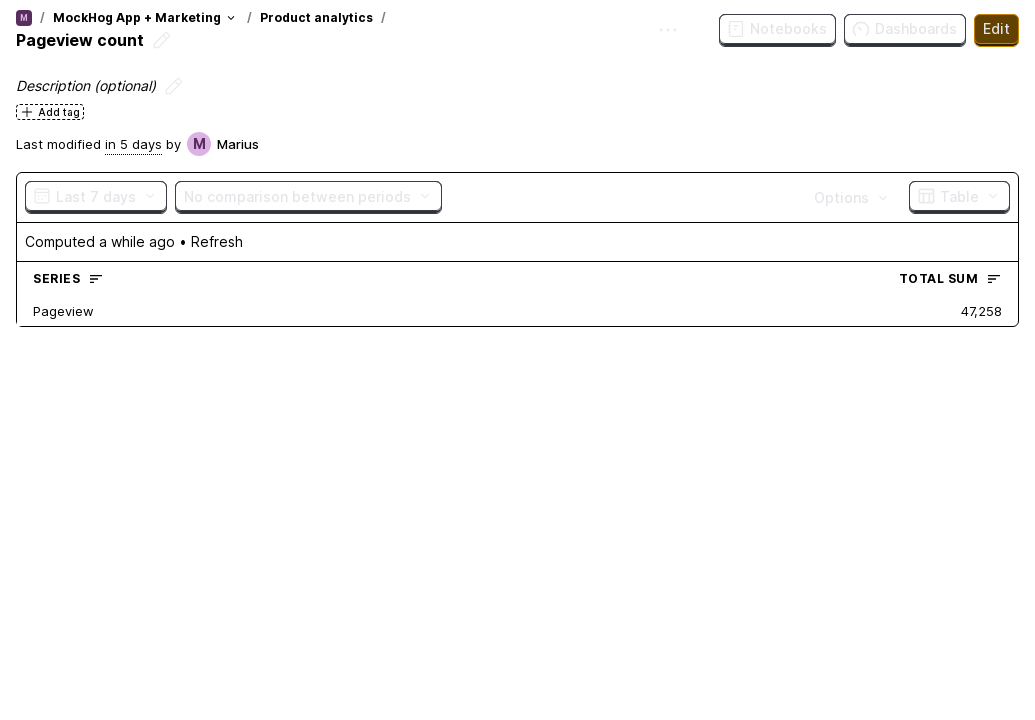 M / MockHog App + Marketing / Product analytics /
Pageview count
Notebooks Dashboards Edit
Description (optional)
Add tag
Last modified in 5 days by M Marius
Last 7 days No comparison between periods Options Table
Computed a while ago • Refresh
SERIES TOTAL SUM
Pageview 47,258